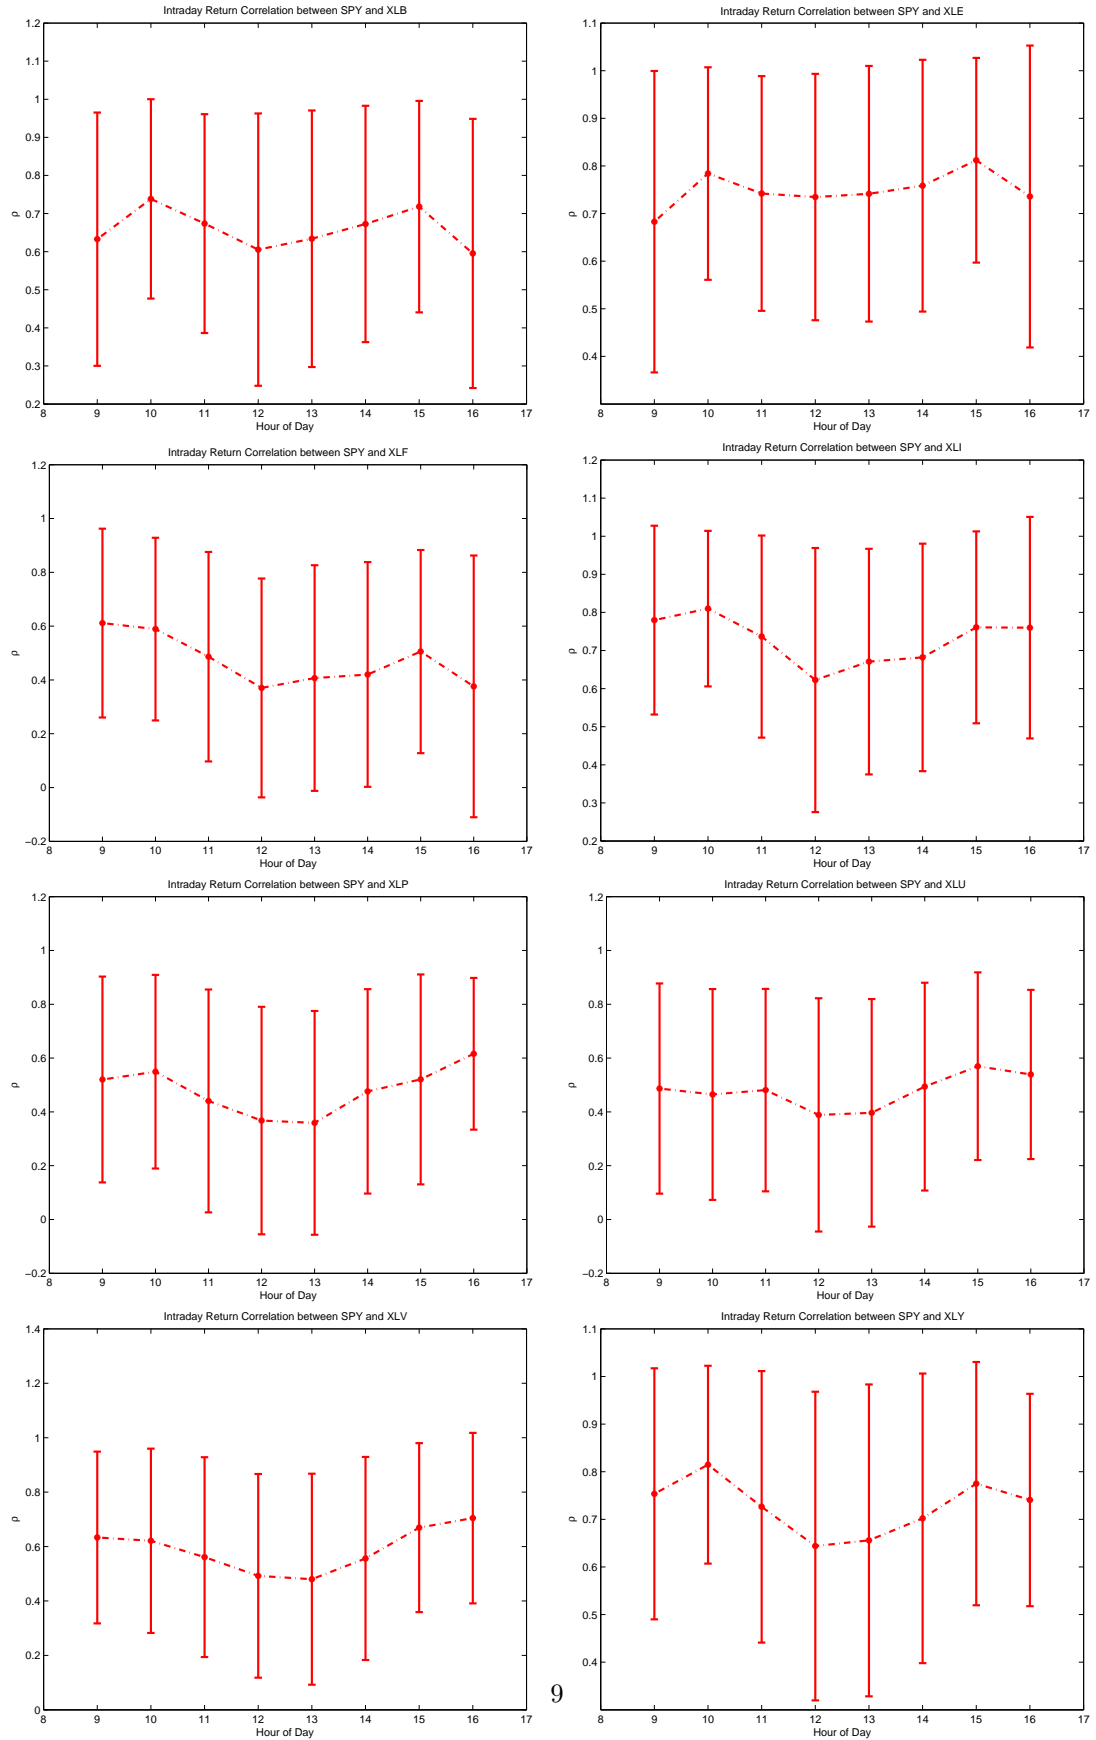 Intraday Return Correlation between SPY and XLB
1.2
1.1
1
0.9
0.8
0.7
0.6
0.5
0.4
0.3
0.2
ρ
8 9 10 11 12 13 14 15 16 17
Hour of Day
Intraday Return Correlation between SPY and XLE
1.1
1
0.9
0.8
0.7
0.6
0.5
0.4
ρ
8 9 10 11 12 13 14 15 16 17
Hour of Day
Intraday Return Correlation between SPY and XLF
1.2
1
0.8
0.6
0.4
0.2
0
−0.2
ρ
8 9 10 11 12 13 14 15 16 17
Hour of Day
Intraday Return Correlation between SPY and XLI
1.2
1.1
1
0.9
0.8
0.7
0.6
0.5
0.4
0.3
0.2
ρ
8 9 10 11 12 13 14 15 16 17
Hour of Day
Intraday Return Correlation between SPY and XLP
1.2
1
0.8
0.6
0.4
0.2
0
−0.2
ρ
8 9 10 11 12 13 14 15 16 17
Hour of Day
Intraday Return Correlation between SPY and XLU
1.2
1
0.8
0.6
0.4
0.2
0
−0.2
ρ
8 9 10 11 12 13 14 15 16 17
Hour of Day
Intraday Return Correlation between SPY and XLV
1.4
1.2
1
0.8
0.6
0.4
0.2
0
ρ
8 9 10 11 12 13 14 15 16 17
Hour of Day
Intraday Return Correlation between SPY and XLY
1.1
1
0.9
0.8
0.7
0.6
0.5
0.4
ρ
8 9 10 11 12 13 14 15 16 17
Hour of Day
9